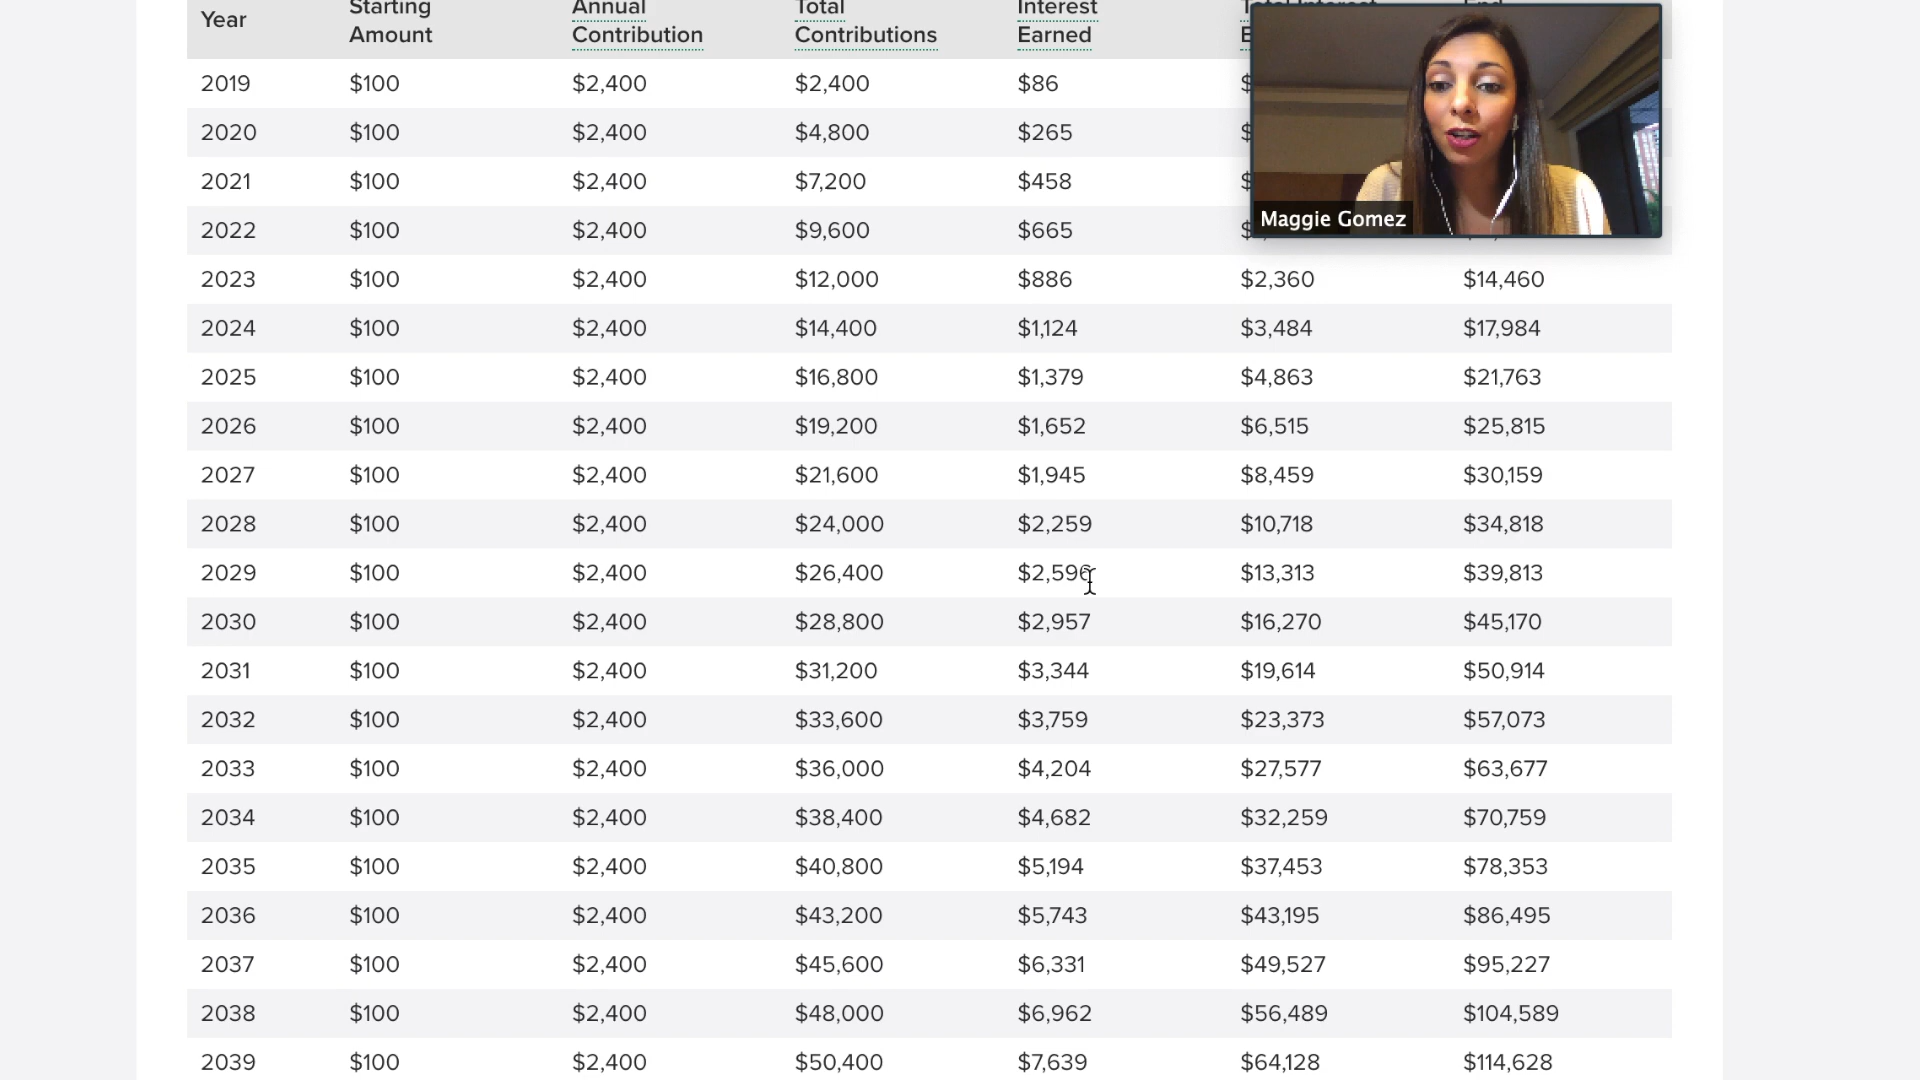 Year Starting Amount Annual Contribution Total Contributions Interest Earned Total Interest
2019 $100 $2,400 $2,400 $86
2020 $100 $2,400 $4,800 $265
2021 $100 $2,400 $7,200 $458
2022 $100 $2,400 $9,600 $665
Maggie Gomez
2023 $100 $2,400 $12,000 $886 $2,360 $14,460
2024 $100 $2,400 $14,400 $1,124 $3,484 $17,984
2025 $100 $2,400 $16,800 $1,379 $4,863 $21,763
2026 $100 $2,400 $19,200 $1,652 $6,515 $25,815
2027 $100 $2,400 $21,600 $1,945 $8,459 $30,159
2028 $100 $2,400 $24,000 $2,259 $10,718 $34,818
2029 $100 $2,400 $26,400 $2,596 $13,313 $39,813
2030 $100 $2,400 $28,800 $2,957 $16,270 $45,170
2031 $100 $2,400 $31,200 $3,344 $19,614 $50,914
2032 $100 $2,400 $33,600 $3,759 $23,373 $57,073
2033 $100 $2,400 $36,000 $4,204 $27,577 $63,677
2034 $100 $2,400 $38,400 $4,682 $32,259 $70,759
2035 $100 $2,400 $40,800 $5,194 $37,453 $78,353
2036 $100 $2,400 $43,200 $5,743 $43,195 $86,495
2037 $100 $2,400 $45,600 $6,331 $49,527 $95,227
2038 $100 $2,400 $48,000 $6,962 $56,489 $104,589
2039 $100 $2,400 $50,400 $7,639 $64,128 $114,628